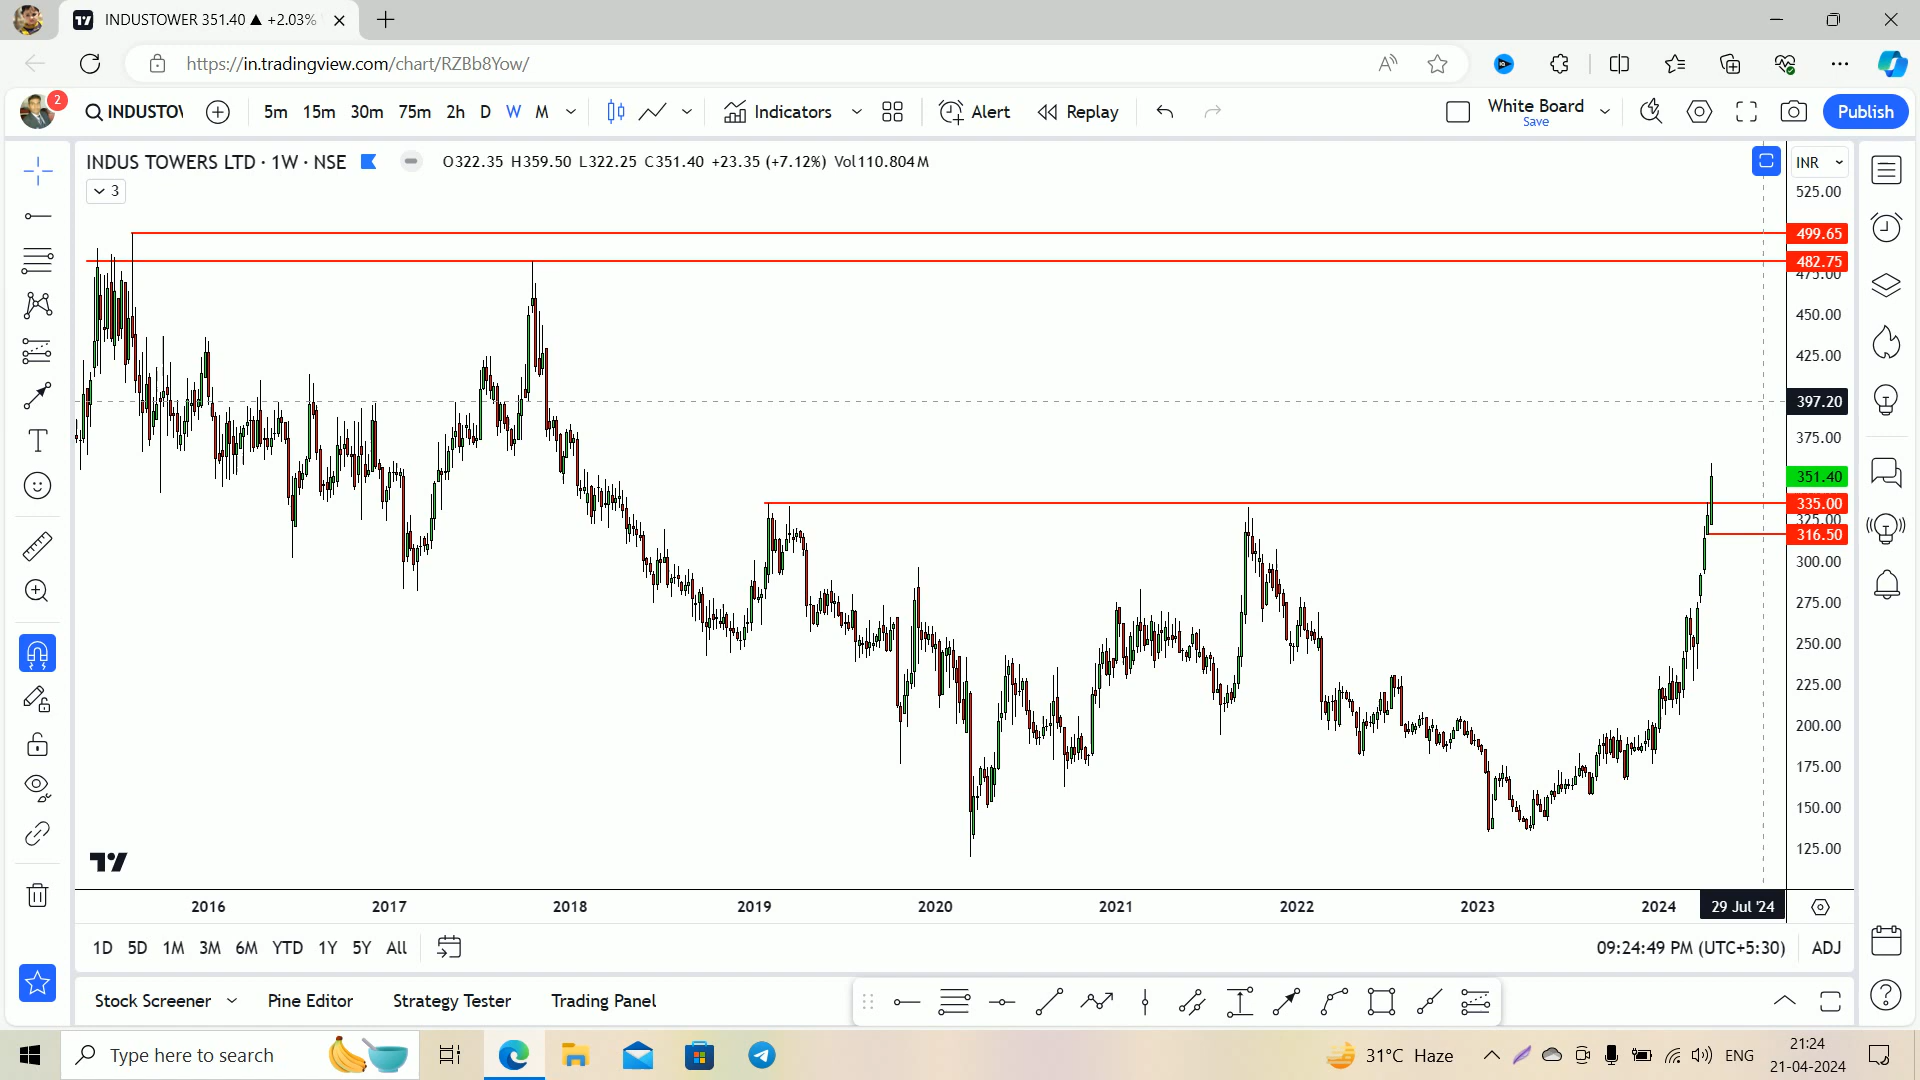 INDUSTOWER 351.40 ▲ +2.03%
https://in.tradingview.com/chart/RZBb8Yow/
2
INDUSTOW
5m 15m 30m 75m 2h D W M
Indicators
Alert
Replay
White Board
Save
Publish
INDUS TOWERS LTD · 1W · NSE
O322.35 H359.50 L322.25 C351.40 +23.35 (+7.12%) Vol110.804M
3
INR
525.00
499.65
482.75
475.00
450.00
425.00
397.20
375.00
351.40
335.00
325.00
316.50
300.00
275.00
250.00
225.00
200.00
175.00
150.00
125.00
2016 2017 2018 2019 2020 2021 2022 2023 2024 29 Jul '24
1D 5D 1M 3M 6M YTD 1Y 5Y All
09:24:49 PM (UTC+5:30) ADJ
Stock Screener Pine Editor Strategy Tester Trading Panel
Type here to search
31°C Haze
ENG
21:24
21-04-2024